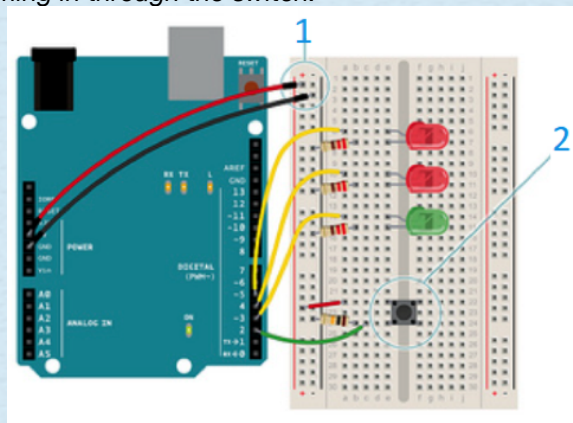 ning in through the switch.
1
2
RESET
AREF
GND
13
12
~11
~10
~9
8
7
~6
~5
4
~3
2
TX→1
RX←0
DIGITAL
(PWM~)
RX TX L
ON
POWER
GND
GND
Vin
ANALOG IN
A0
A1
A2
A3
A4
A5
a b c d e
f g h i j
a b c d e
f g h i j